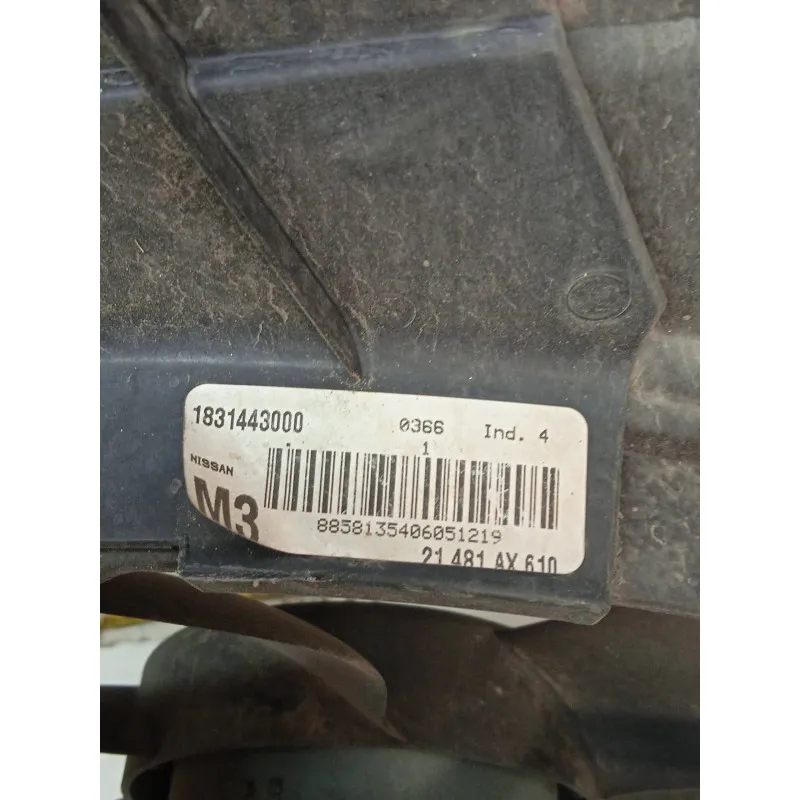 1831443000 0366 Ind. 4
1
NISSAN
M3
8858135406051219
21 481 AX 610